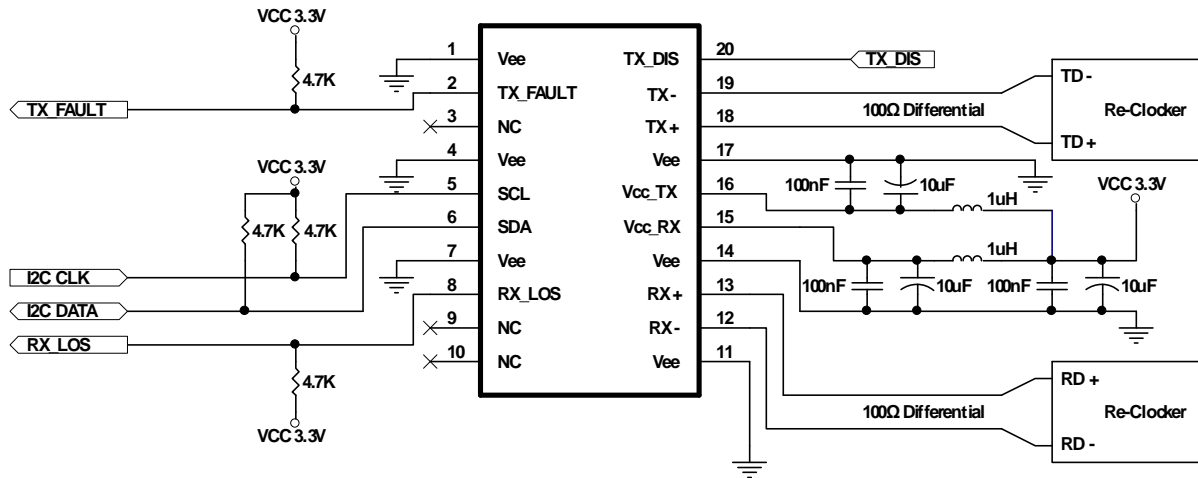 VCC 3.3V
4.7K
TX_FAULT
VCC 3.3V
4.7K
4.7K
I2C CLK
I2C DATA
RX_LOS
4.7K
VCC 3.3V
1
2
3
4
5
6
7
8
9
10
Vee
TX_FAULT
NC
Vee
SCL
SDA
Vee
RX_LOS
NC
NC
TX_DIS
TX-
TX+
Vee
Vcc_TX
Vcc_RX
Vee
RX+
RX-
Vee
20
19
18
17
16
15
14
13
12
11
TX_DIS
100Ω Differential
TD -
TD +
Re-Clocker
100nF
10uF
1uH
VCC 3.3V
1uH
100nF
10uF
100nF
10uF
100Ω Differential
RD +
RD -
Re-Clocker